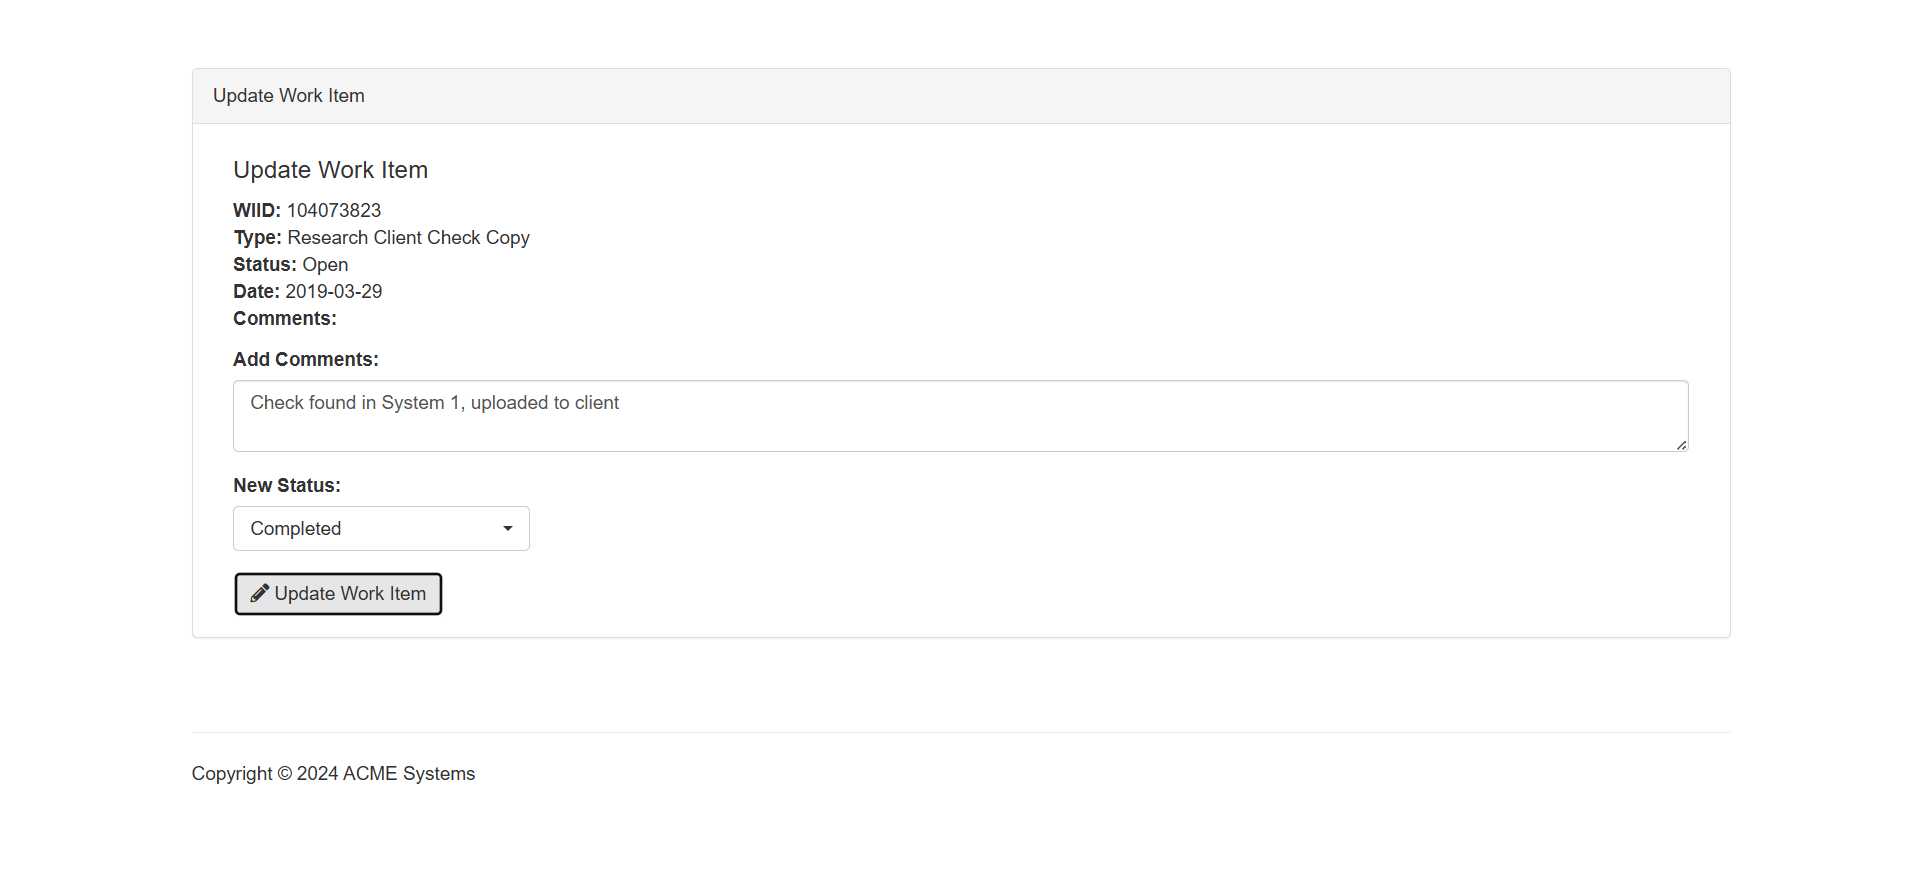 Update Work Item
Update Work Item
WIID: 104073823
Type: Research Client Check Copy
Status: Open
Date: 2019-03-29
Comments:
Add Comments:
Check found in System 1, uploaded to client
New Status:
Completed
Update Work Item
Copyright © 2024 ACME Systems